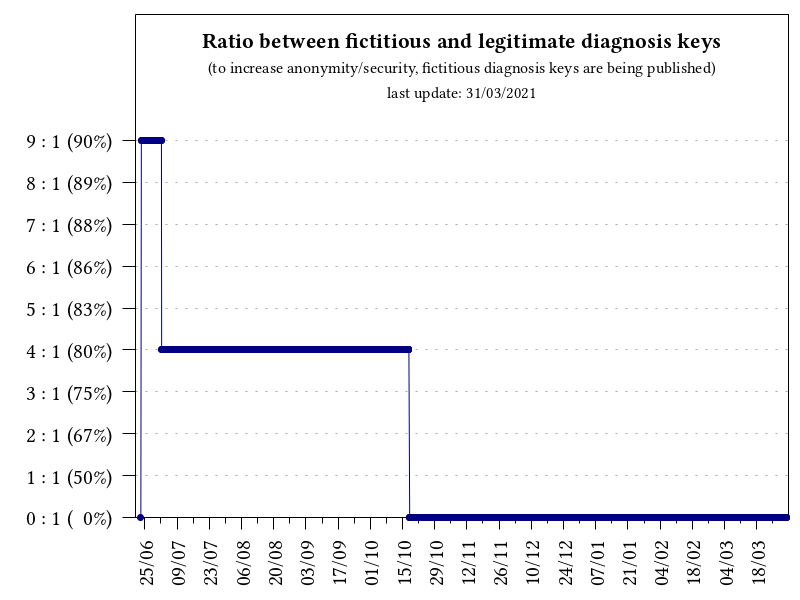 Ratio between fictitious and legitimate diagnosis keys
(to increase anonymity/security, fictitious diagnosis keys are being published)
last update: 31/03/2021
9 : 1 (90%)
8 : 1 (89%)
7 : 1 (88%)
6 : 1 (86%)
5 : 1 (83%)
4 : 1 (80%)
3 : 1 (75%)
2 : 1 (67%)
1 : 1 (50%)
0 : 1 ( 0%)
25/06
09/07
23/07
06/08
20/08
03/09
17/09
01/10
15/10
29/10
12/11
26/11
10/12
24/12
07/01
21/01
04/02
18/02
04/03
18/03